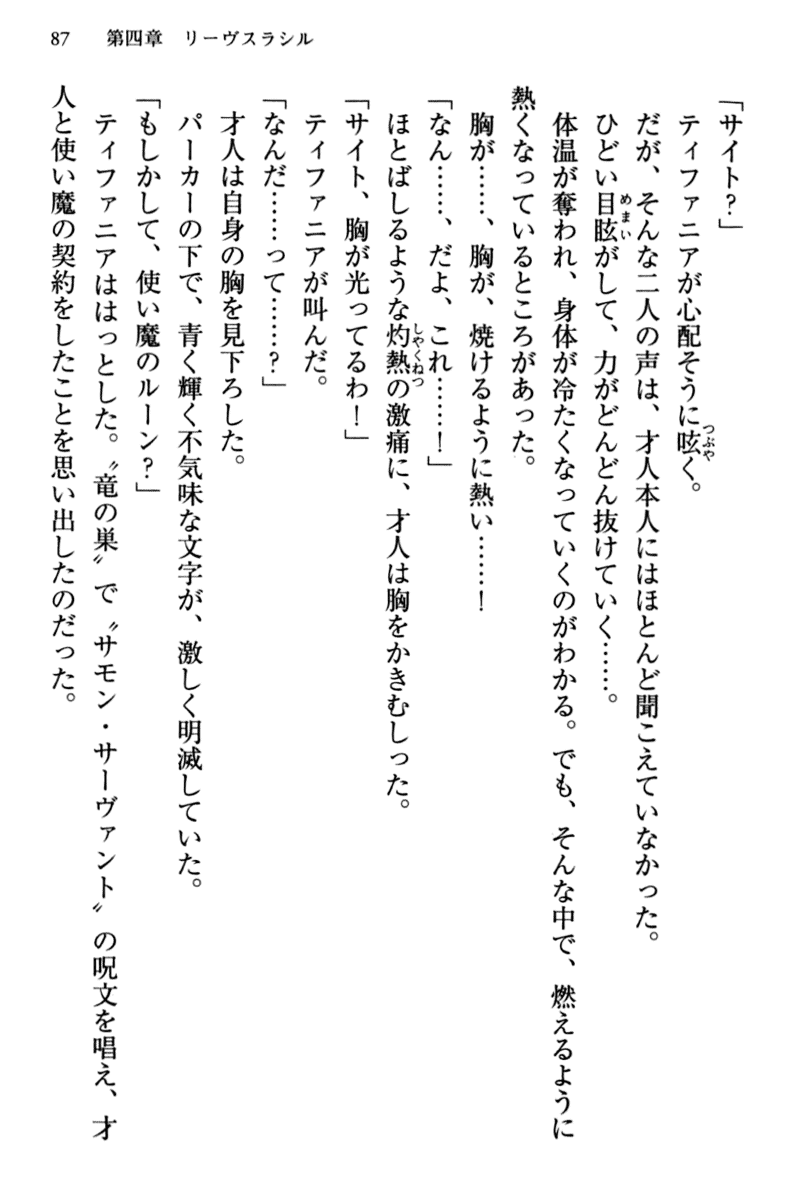 87　第四章　リーヴスラシル
「サイト？」
ティファニアが心配そうに呟く。
だが、そんな二人の声は、才人本人にはほとんど聞こえていなかった。
ひどい目眩がして、力がどんどん抜けていく……。
体温が奪われ、身体が冷たくなっていくのがわかる。でも、そんな中で、燃えるように
熱くなっているところがあった。
胸が……、胸が、焼けるように熱い……！
「なん……、だよ、これ……！」
ほとばしるような灼熱の激痛に、才人は胸をかきむしった。
「サイト、胸が光ってるわ！」
ティファニアが叫んだ。
「なんだ……って……？」
才人は自身の胸を見下ろした。
パーカーの下で、青く輝く不気味な文字が、激しく明滅していた。
「もしかして、使い魔のルーン？」
ティファニアははっとした。〝竜の巣〟で〝サモン・サーヴァント〟の呪文を唱え、才
人と使い魔の契約をしたことを思い出したのだった。